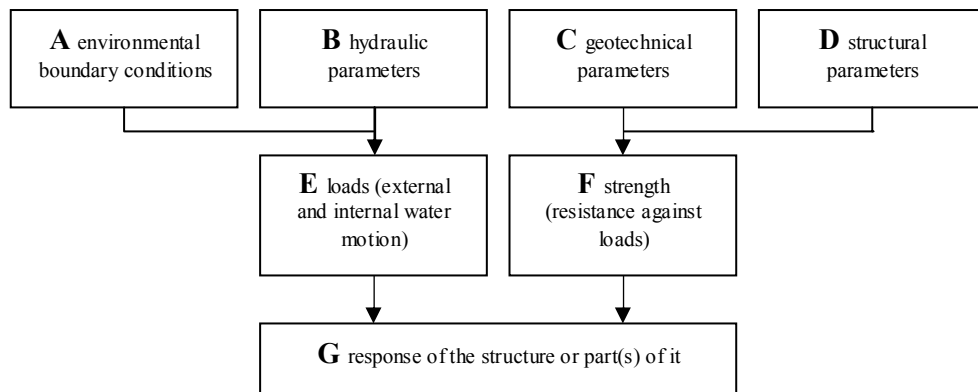 A environmental
boundary conditions
B hydraulic
parameters
C geotechnical
parameters
D structural
parameters
E loads (external
and internal water
motion)
F strength
(resistance against
loads)
G response of the structure or part(s) of it